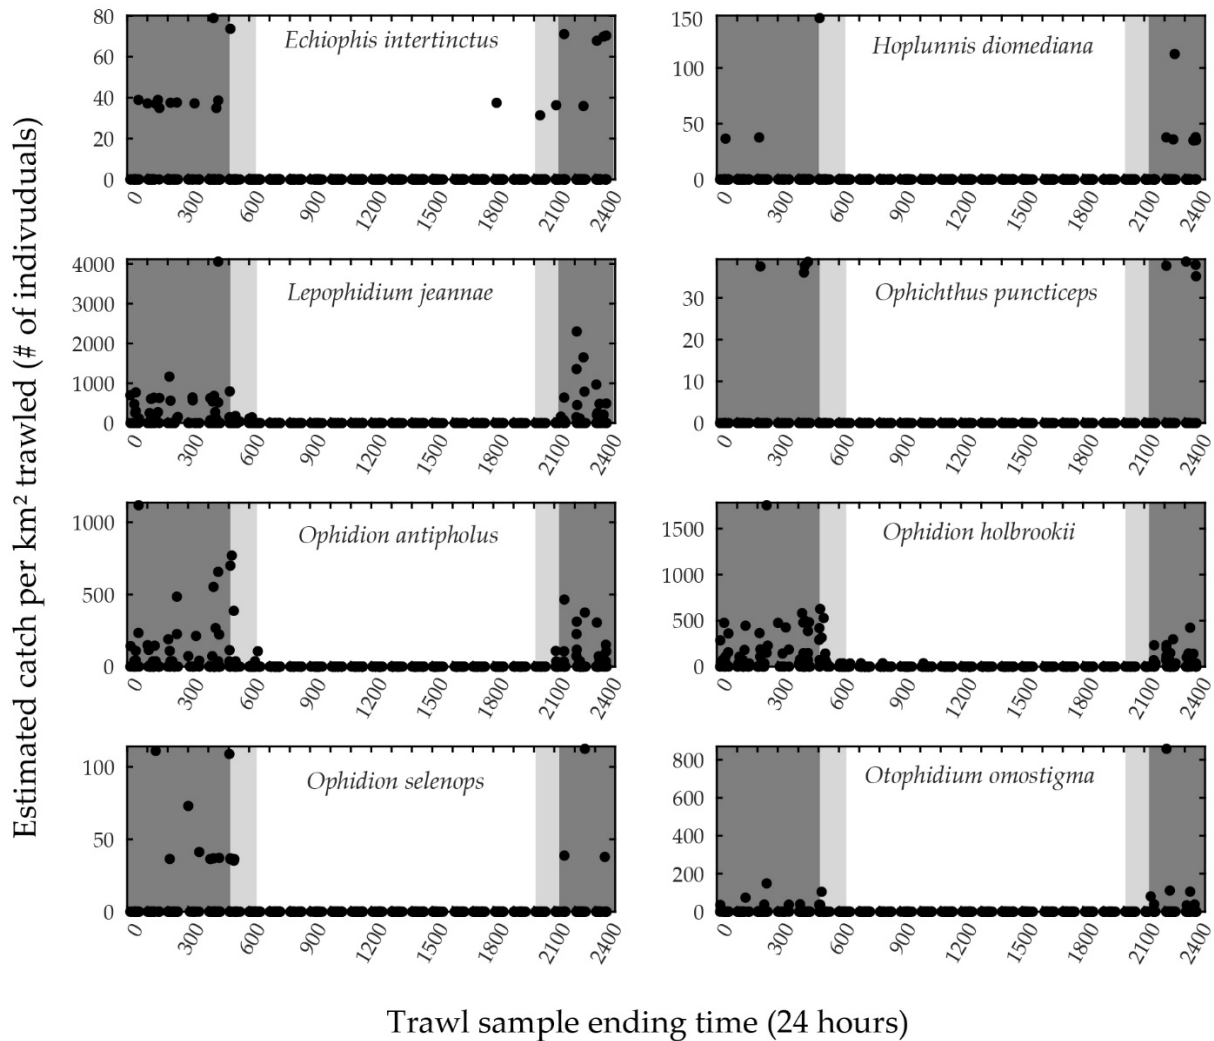 Estimated catch per km² trawled (# of indivuduals)
Echiophis intertinctus
80
60
40
20
0
0 300 600 900 1200 1500 1800 2100 2400
Hoplunnis diomediana
150
100
50
0
0 300 600 900 1200 1500 1800 2100 2400
Lepophidium jeannae
4000
3000
2000
1000
0
0 300 600 900 1200 1500 1800 2100 2400
Ophichthus puncticeps
30
20
10
0
0 300 600 900 1200 1500 1800 2100 2400
Ophidion antipholus
1000
500
0
0 300 600 900 1200 1500 1800 2100 2400
Ophidion holbrookii
1500
1000
500
0
0 300 600 900 1200 1500 1800 2100 2400
Ophidion selenops
100
50
0
0 300 600 900 1200 1500 1800 2100 2400
Otophidium omostigma
800
600
400
200
0
0 300 600 900 1200 1500 1800 2100 2400
Trawl sample ending time (24 hours)